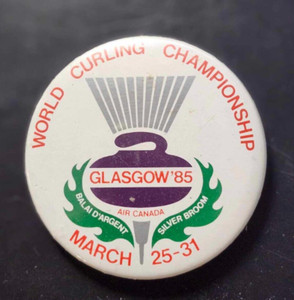 WORLD CURLING CHAMPIONSHIP
GLASGOW '85
AIR CANADA
BALAI D'ARGENT
SILVER BROOM
MARCH 25-31